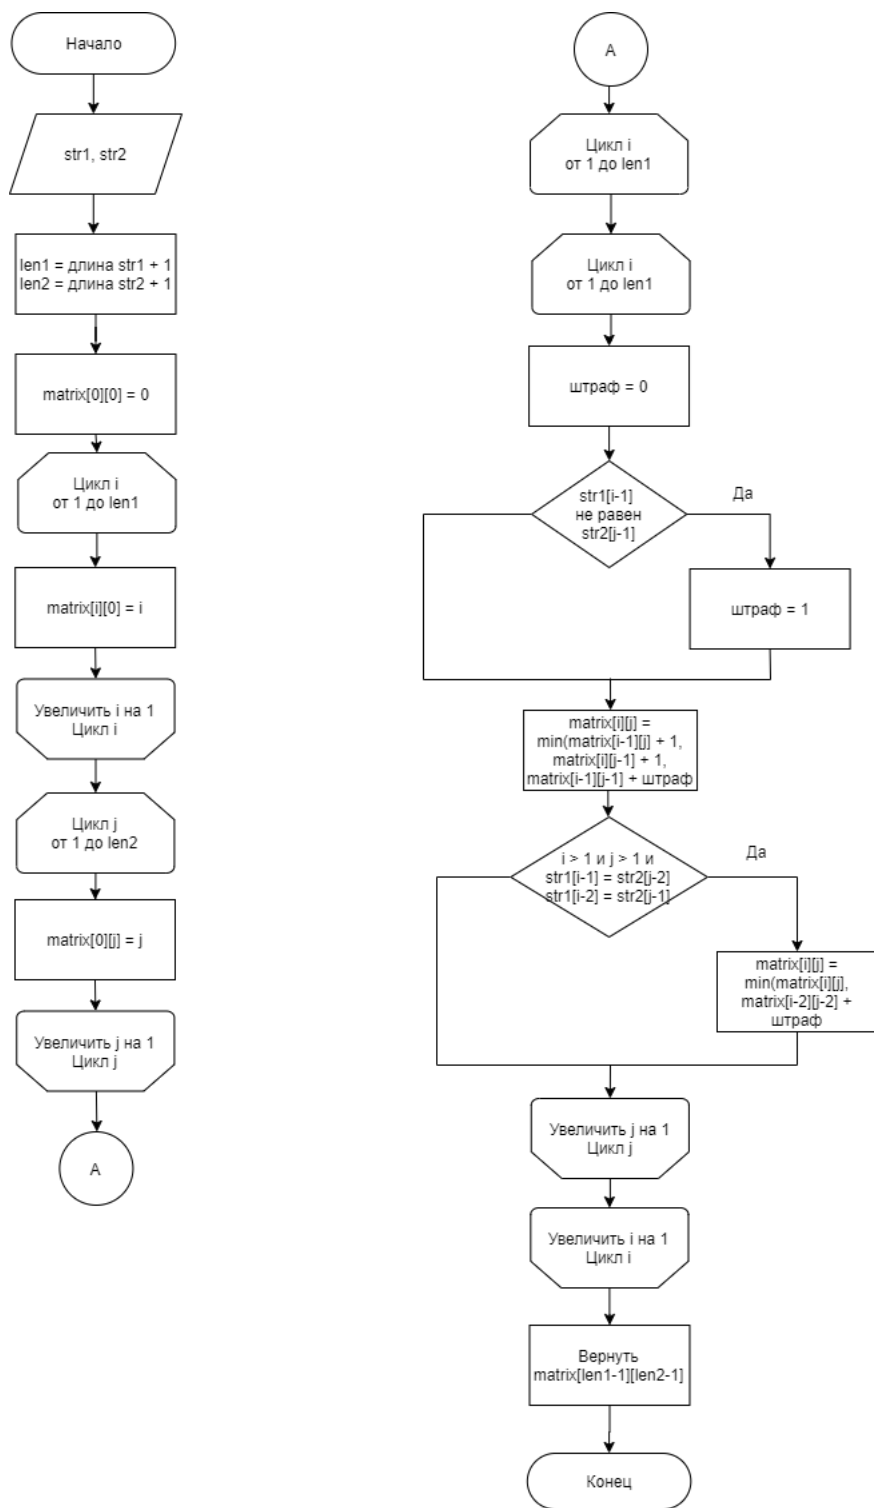 Начало
str1, str2
len1 = длина str1 + 1
len2 = длина str2 + 1
matrix[0][0] = 0
Цикл i
от 1 до len1
matrix[i][0] = i
Увеличить i на 1
Цикл i
Цикл j
от 1 до len2
matrix[0][j] = j
Увеличить j на 1
Цикл j
A
A
Цикл i
от 1 до len1
Цикл i
от 1 до len1
штраф = 0
str1[i-1]
не равен
str2[j-1]
Да
штраф = 1
matrix[i][j] =
min(matrix[i-1][j] + 1,
matrix[i][j-1] + 1,
matrix[i-1][j-1] + штраф
i > 1 и j > 1 и
str1[i-1] = str2[j-2]
str1[i-2] = str2[j-1]
Да
matrix[i][j] =
min(matrix[i][j],
matrix[i-2][j-2] +
штраф
Увеличить j на 1
Цикл j
Увеличить i на 1
Цикл i
Вернуть
matrix[len1-1][len2-1]
Конец